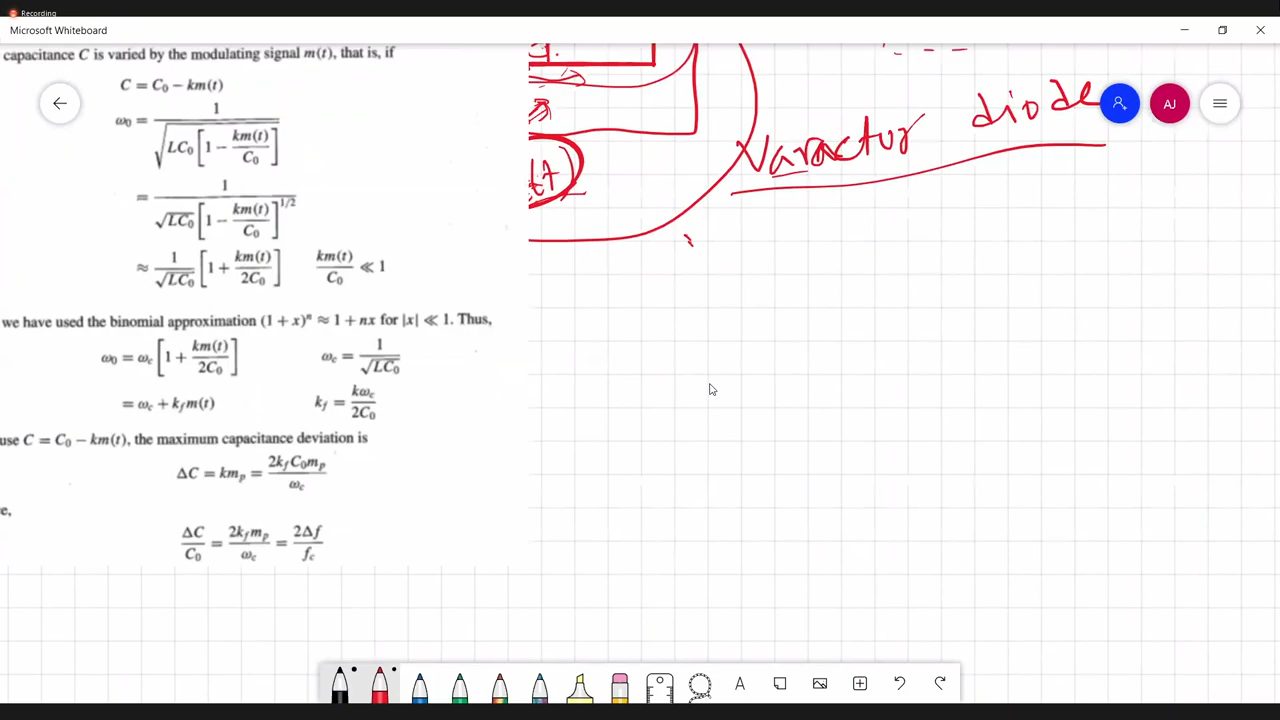 Recording
Microsoft Whiteboard
capacitance C is varied by the modulating signal m(t), that is, if
C = C₀ − km(t)
ω₀ = 1 / √(LC₀[1 − km(t)/C₀])
= 1 / (√LC₀ [1 − km(t)/C₀]^1/2)
≈ 1/√LC₀ [1 + km(t)/2C₀] km(t)/C₀ ≪ 1
we have used the binomial approximation (1 + x)ⁿ ≈ 1 + nx for |x| ≪ 1. Thus,
ω₀ = ω_c [1 + km(t)/2C₀] ω_c = 1/√LC₀
= ω_c + k_f m(t) k_f = kω_c/2C₀
use C = C₀ − km(t), the maximum capacitance deviation is
ΔC = km_p = 2k_f C₀m_p/ω_c
e,
ΔC/C₀ = 2k_f m_p/ω_c = 2Δf/f_c
Varactor diode
AJ
A